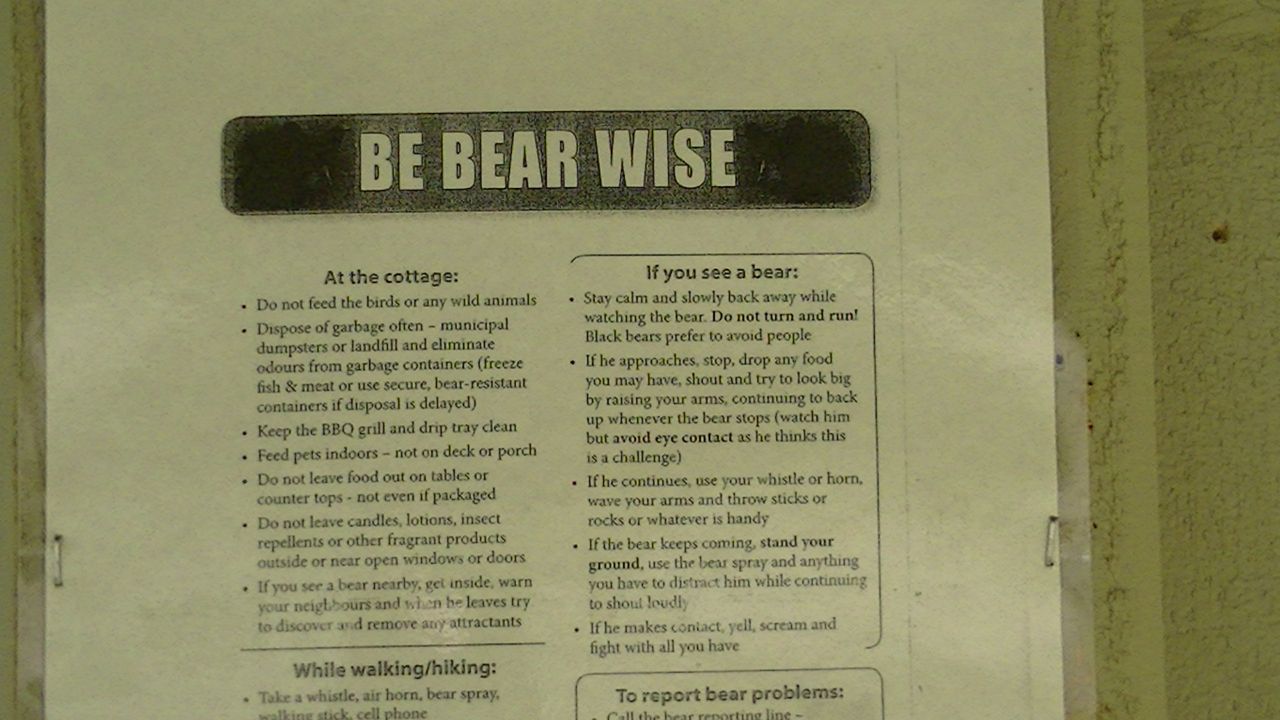 BE BEAR WISE
At the cottage:
• Do not feed the birds or any wild animals
• Dispose of garbage often – municipal
dumpsters or landfill and eliminate
odours from garbage containers (freeze
fish & meat or use secure, bear-resistant
containers if disposal is delayed)
• Keep the BBQ grill and drip tray clean
• Feed pets indoors – not on deck or porch
• Do not leave food out on tables or
counter tops - not even if packaged
• Do not leave candles, lotions, insect
repellents or other fragrant products
outside or near open windows or doors
• If you see a bear nearby, get inside, warn
your neighbours and when he leaves try
to discover and remove any attractants
While walking/hiking:
• Take a whistle, air horn, bear spray,
walking stick, cell phone
If you see a bear:
• Stay calm and slowly back away while
watching the bear. Do not turn and run!
Black bears prefer to avoid people
• If he approaches, stop, drop any food
you may have, shout and try to look big
by raising your arms, continuing to back
up whenever the bear stops (watch him
but avoid eye contact as he thinks this
is a challenge)
• If he continues, use your whistle or horn,
wave your arms and throw sticks or
rocks or whatever is handy
• If the bear keeps coming, stand your
ground, use the bear spray and anything
you have to distract him while continuing
to shout loudly
• If he makes contact, yell, scream and
fight with all you have
To report bear problems:
• Call the bear reporting line –